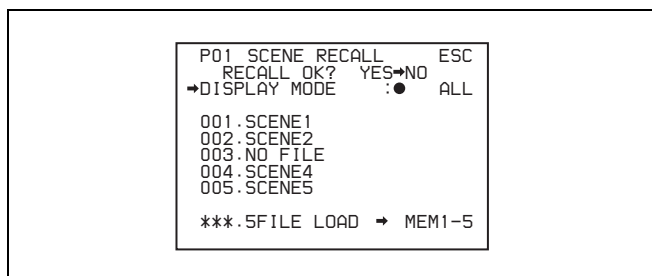 P01 SCENE RECALL ESC
RECALL OK? YES➡NO
➡DISPLAY MODE :● ALL
001.SCENE1
002.SCENE2
003.NO FILE
004.SCENE4
005.SCENE5
***.5FILE LOAD ➡ MEM1-5